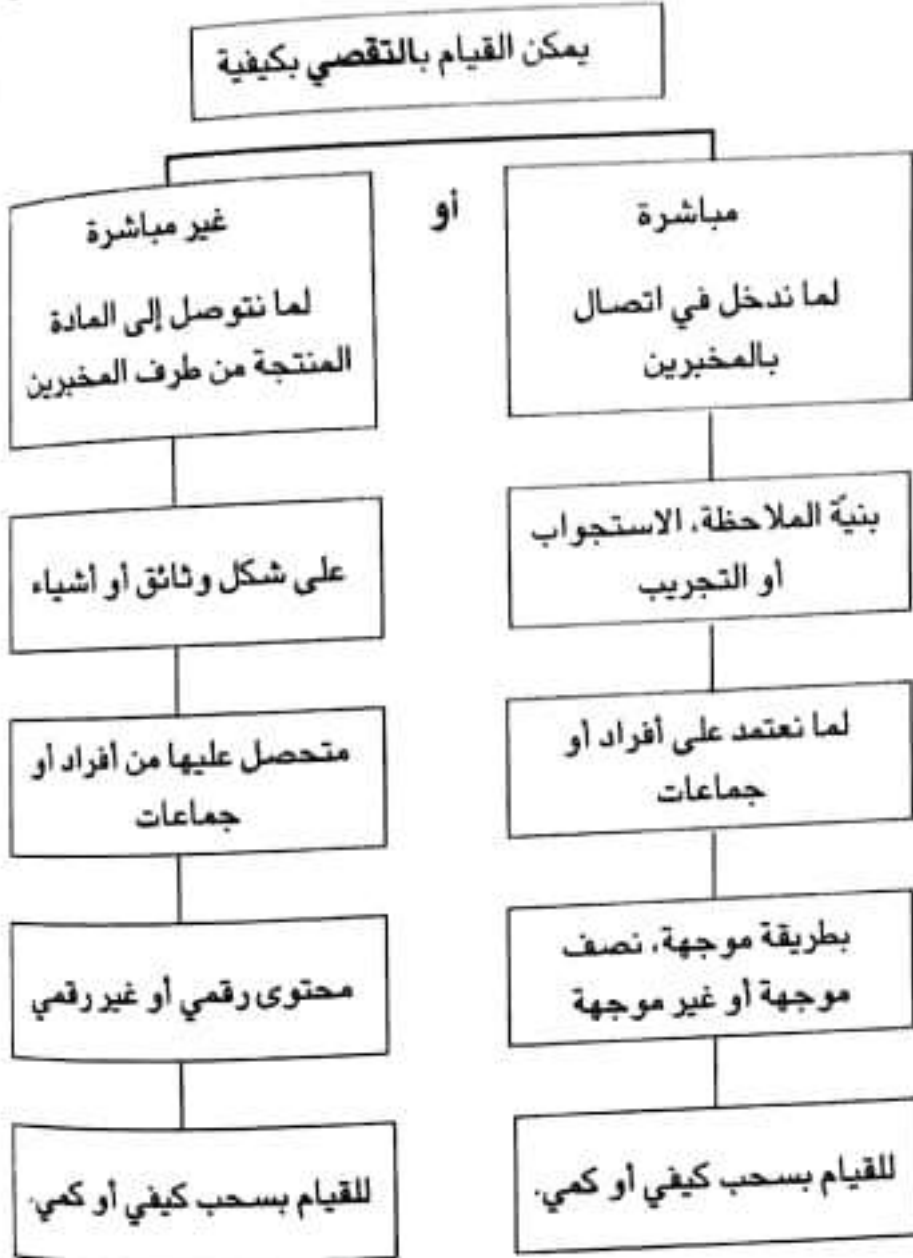 يمكن القيام بالتقصي بكيفية
مباشرة
لما ندخل في اتصال
بالمخبرين
بنية الملاحظة، الاستجواب
أو التجريب
لما نعتمد على أفراد أو
جماعات
بطريقة موجهة، نصف
موجهة أو غير موجهة
للقيام بسحب كيفي أو كمي.
أو
غير مباشرة
لما نتوصل إلى المادة
المنتجة من طرف المخبرين
على شكل وثائق أو أشياء
متحصل عليها من أفراد أو
جماعات
محتوى رقمي أو غير رقمي
للقيام بسحب كيفي أو كمي.